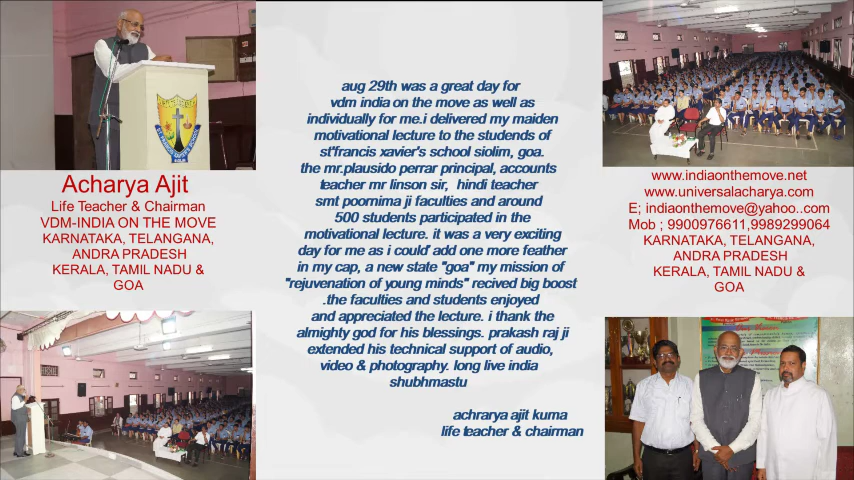 Acharya Ajit
Life Teacher & Chairman
VDM-INDIA ON THE MOVE
KARNATAKA, TELANGANA,
ANDRA PRADESH
KERALA, TAMIL NADU &
GOA
aug 29th was a great day for
vdm india on the move as well as
individually for me.i delivered my maiden
motivational lecture to the studends of
st'francis xavier's school siolim, goa.
the mr.plausido perrar principal, accounts
teacher mr linson sir, hindi teacher
smt poornima ji faculties and around
500 students participated in the
motivational lecture. it was a very exciting
day for me as i could' add one more feather
in my cap, a new state "goa" my mission of
"rejuvenation of young minds" recived big boost
.the faculties and students enjoyed
and appreciated the lecture. i thank the
almighty god for his blessings. prakash raj ji
extended his technical support of audio,
video & photography. long live india
shubhmastu
achrarya ajit kuma
life teacher & chairman
www.indiaonthemove.net
www.universalacharya.com
E; indiaonthemove@yahoo..com
Mob ; 9900976611,9989299064
KARNATAKA, TELANGANA,
ANDRA PRADESH
KERALA, TAMIL NADU &
GOA